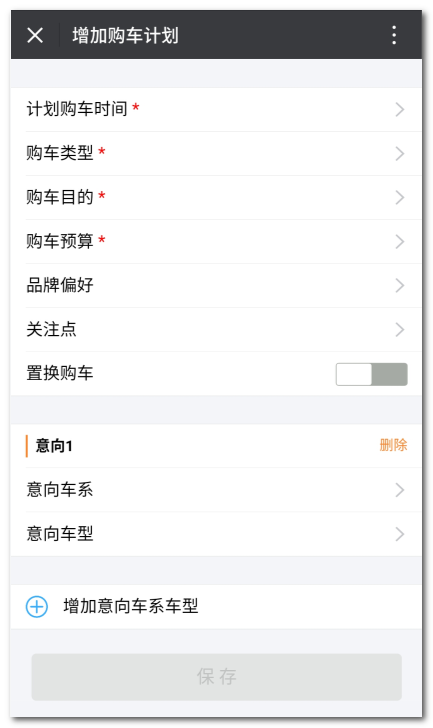 增加购车计划
计划购车时间 *
购车类型 *
购车目的 *
购车预算 *
品牌偏好
关注点
置换购车
意向1 删除
意向车系
意向车型
增加意向车系车型
保存